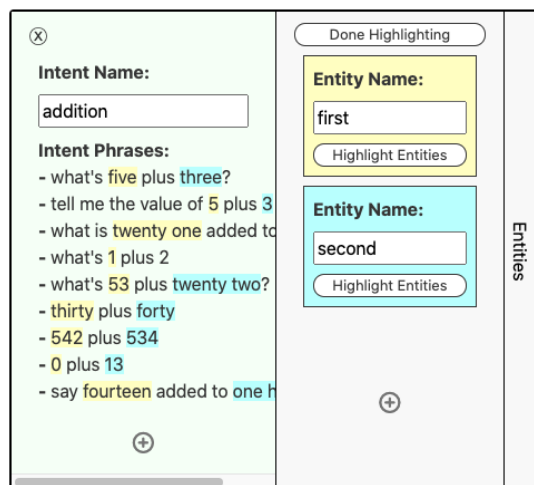 Intent Name:
addition
Intent Phrases:
- what's five plus three?
- tell me the value of 5 plus 3
- what is twenty one added to
- what's 1 plus 2
- what's 53 plus twenty two?
- thirty plus forty
- 542 plus 534
- 0 plus 13
- say fourteen added to one
Done Highlighting
Entity Name:
first
Highlight Entities
Entity Name:
second
Highlight Entities
Entities